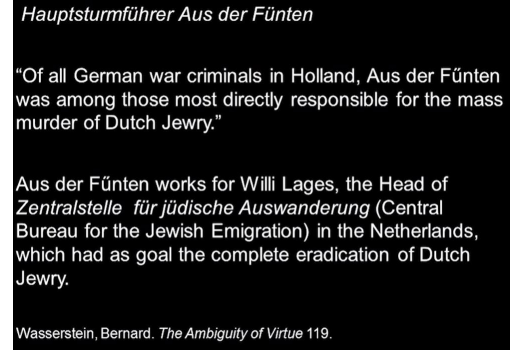 Hauptsturmführer Aus der Fünten
“Of all German war criminals in Holland, Aus der Fűnten
was among those most directly responsible for the mass
murder of Dutch Jewry.”
Aus der Fűnten works for Willi Lages, the Head of
Zentralstelle für jüdische Auswanderung (Central
Bureau for the Jewish Emigration) in the Netherlands,
which had as goal the complete eradication of Dutch
Jewry.
Wasserstein, Bernard. The Ambiguity of Virtue 119.